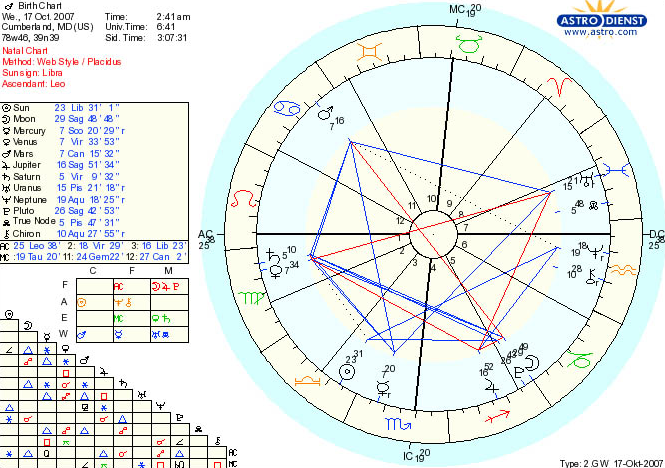 ♂ Birth Chart
We., 17 Oct. 2007 Time: 2:41 am
Cumberland, MD (US) Univ.Time: 6:41
78w46, 39n39 Sid. Time: 3:07:31
Natal Chart
Method: Web Style / Placidus
Sunsign: Libra
Ascendant: Leo
ASTRO DIENST
www.astro.com
☉ Sun 23 Lib 31' 1"
☽ Moon 29 Sag 48'48"
☿ Mercury 7 Sco 20'29"r
♀ Venus 7 Vir 33'53"
♂ Mars 7 Can 15'32"
♃ Jupiter 16 Sag 51'34"
♄ Saturn 5 Vir 9'32"
♅ Uranus 15 Pis 21'18"r
♆ Neptune 19 Aqu 18'25"r
♇ Pluto 26 Sag 42'53"
☊ True Node 5 Pis 47'31"
⚷ Chiron 10 Aqu 27'55"r
AC 25 Leo 38' 2: 18 Vir 29' 3: 16 Lib 23'
MC 19 Tau 20' 11: 24 Gem 22' 12: 27 Can 2'
C F M
F AC ☽ ♃ ♇
A ☉ ♆ ⚷
E MC ♀ ♄
W ♂ ☿ ♅ ☊
MC 19 20
AC 25 38
DC 25 38
IC 19 20
7 16
15 21
5 48
19 18
10 28
5 10
7 34
23 31
7 20
16 52
26 43
29 49
1
2
3
4
5
6
7
8
9
10
11
12
AC
MC
Type: 2.GW 17-Okt-2007